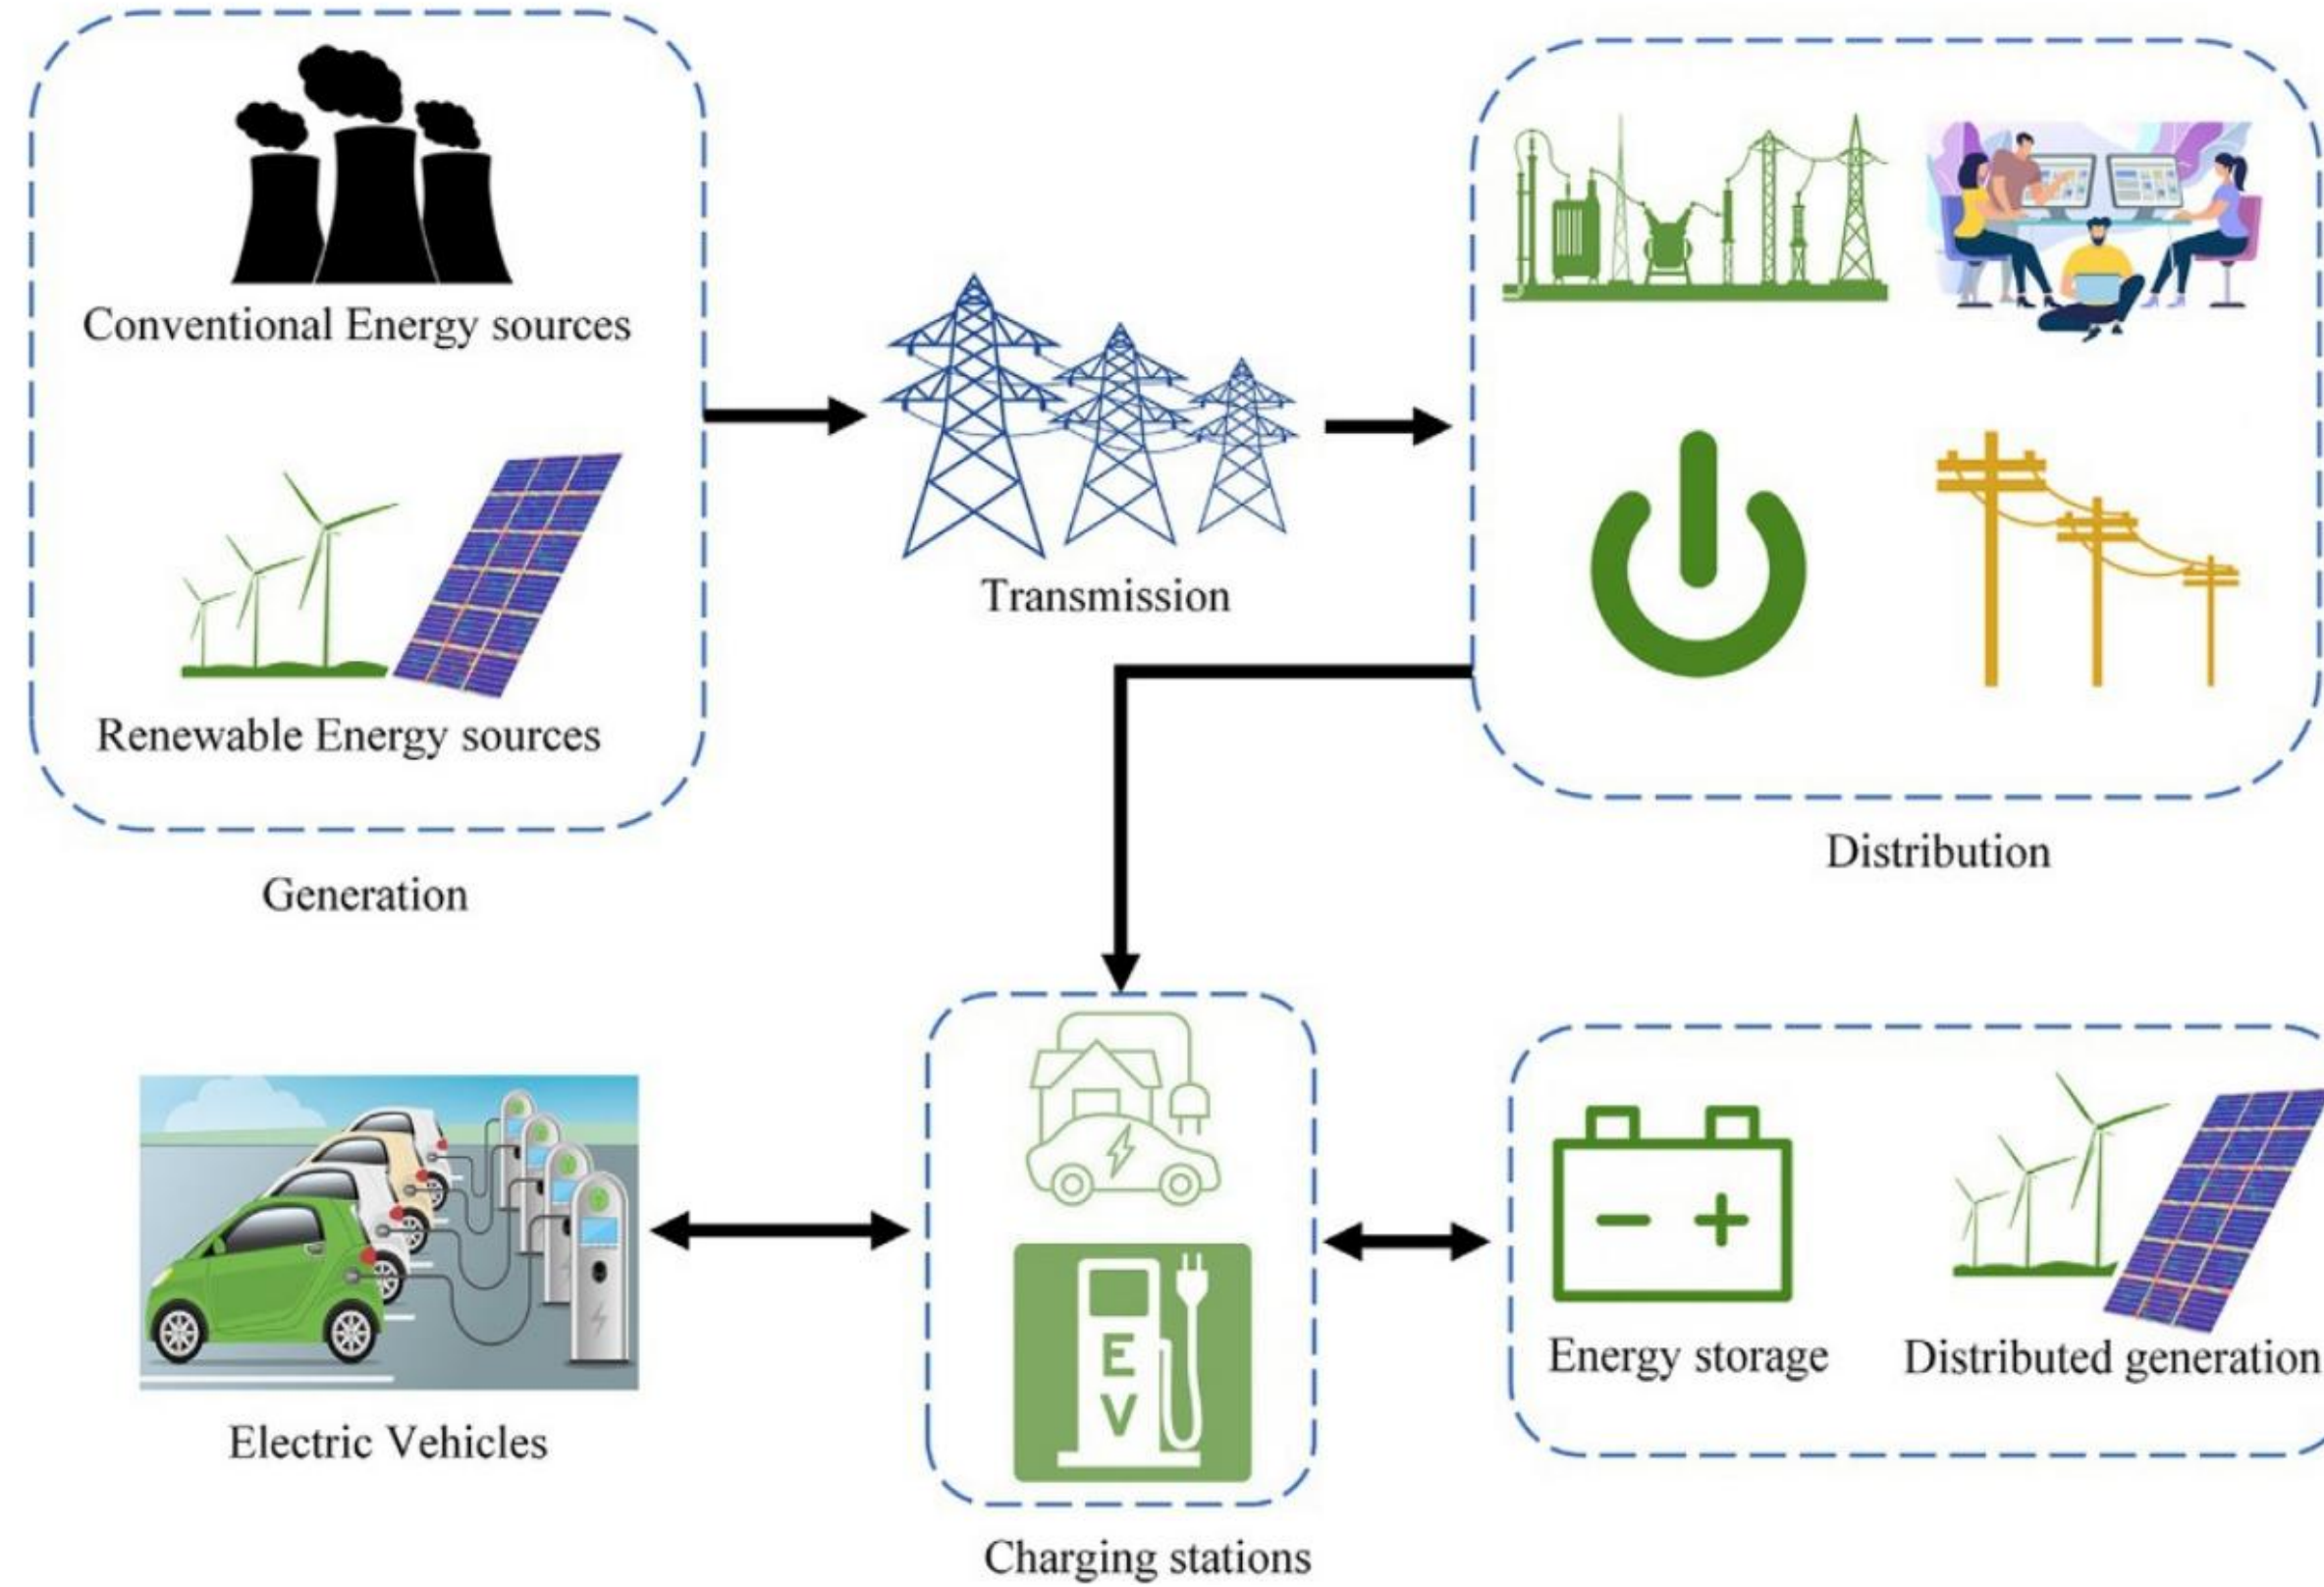 Conventional Energy sources
Renewable Energy sources
Generation
Transmission
Distribution
Electric Vehicles
E
V
Charging stations
Energy storage
Distributed generation